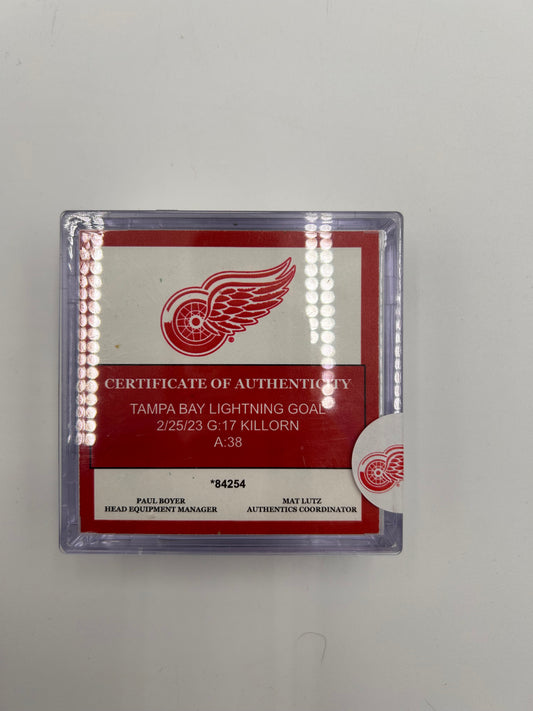 CERTIFICATE OF AUTHENTICITY
TAMPA BAY LIGHTNING GOAL
2/25/23 G:17 KILLORN
A:38
*84254
PAUL BOYER
HEAD EQUIPMENT MANAGER
MAT LUTZ
AUTHENTICS COORDINATOR